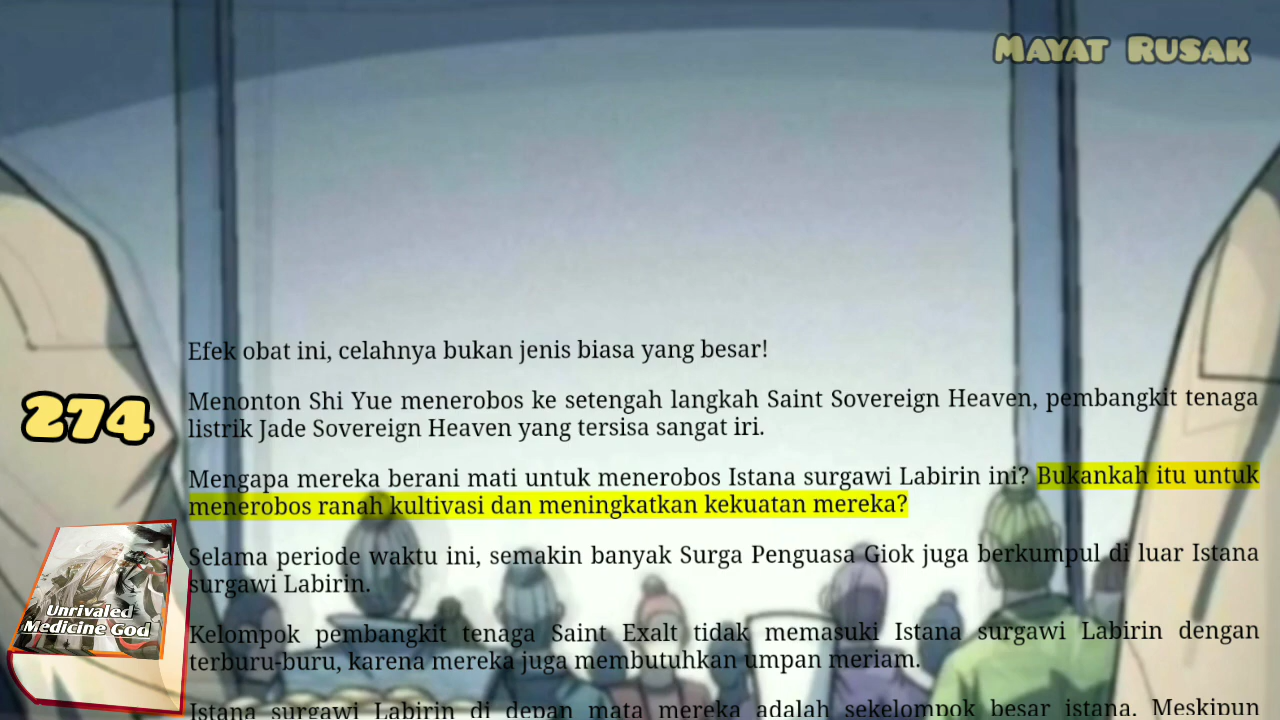 Mayat Rusak
Efek obat ini, celahnya bukan jenis biasa yang besar!
274
Menonton Shi Yue menerobos ke setengah langkah Saint Sovereign Heaven, pembangkit tenaga
listrik Jade Sovereign Heaven yang tersisa sangat iri.
Mengapa mereka berani mati untuk menerobos Istana surgawi Labirin ini? Bukankah itu untuk
menerobos ranah kultivasi dan meningkatkan kekuatan mereka?
Selama periode waktu ini, semakin banyak Surga Penguasa Giok juga berkumpul di luar Istana
surgawi Labirin.
Unrivaled
Medicine God
Kelompok pembangkit tenaga Saint Exalt tidak memasuki Istana surgawi Labirin dengan
terburu-buru, karena mereka juga membutuhkan umpan meriam.
Istana surgawi Labirin di depan mata mereka adalah sekelompok besar istana. Meskipun